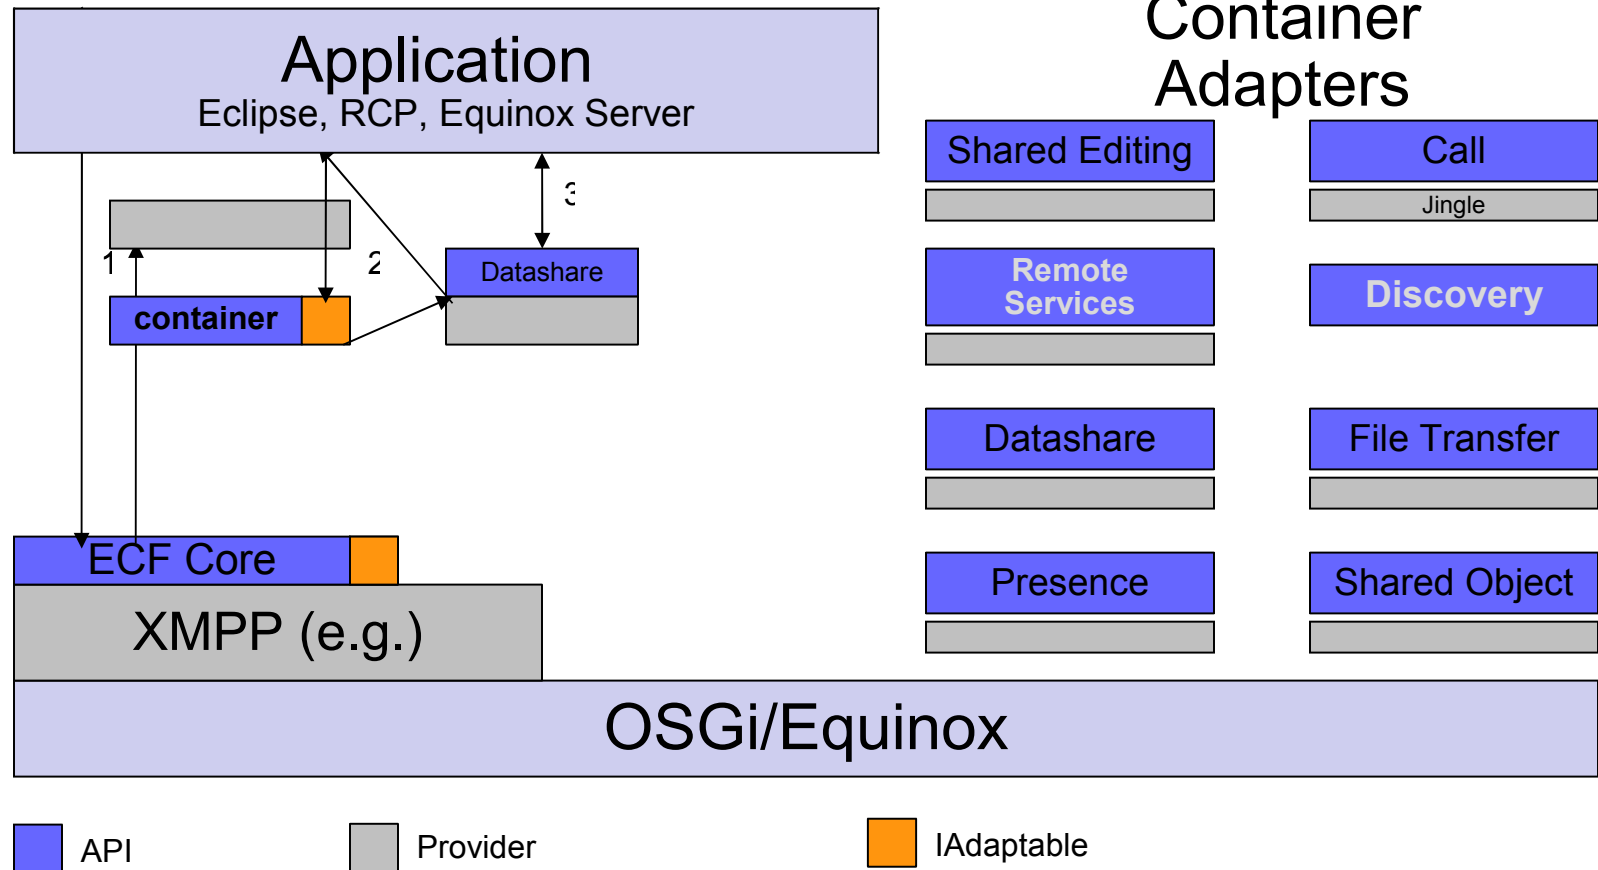 Application
Eclipse, RCP, Equinox Server
Container
Adapters
Shared Editing
Call
Jingle
1
2
3
container
Datashare
Remote
Services
Discovery
Datashare
File Transfer
ECF Core
XMPP (e.g.)
Presence
Shared Object
OSGi/Equinox
API
Provider
IAdaptable